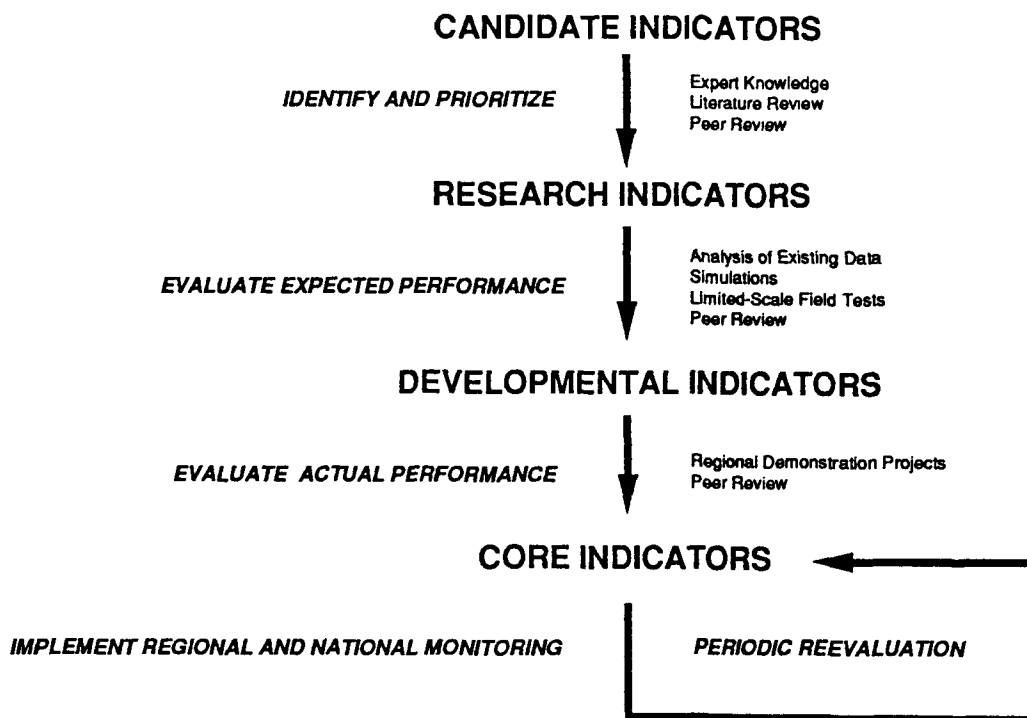 CANDIDATE INDICATORS
IDENTIFY AND PRIORITIZE
Expert Knowledge
Literature Review
Peer Review
RESEARCH INDICATORS
EVALUATE EXPECTED PERFORMANCE
Analysis of Existing Data
Simulations
Limited-Scale Field Tests
Peer Review
DEVELOPMENTAL INDICATORS
EVALUATE ACTUAL PERFORMANCE
Regional Demonstration Projects
Peer Review
CORE INDICATORS
IMPLEMENT REGIONAL AND NATIONAL MONITORING
PERIODIC REEVALUATION